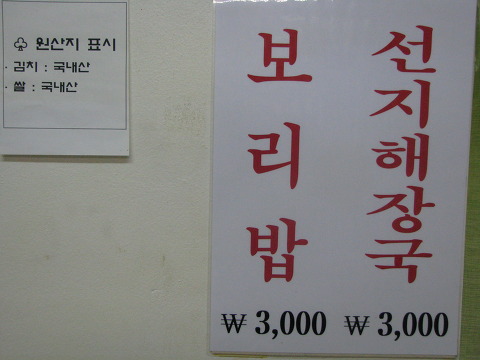 ♧ 원산지 표시
· 김치 : 국내산
· 쌀 : 국내산
보리밥
₩ 3,000
선지해장국
₩ 3,000